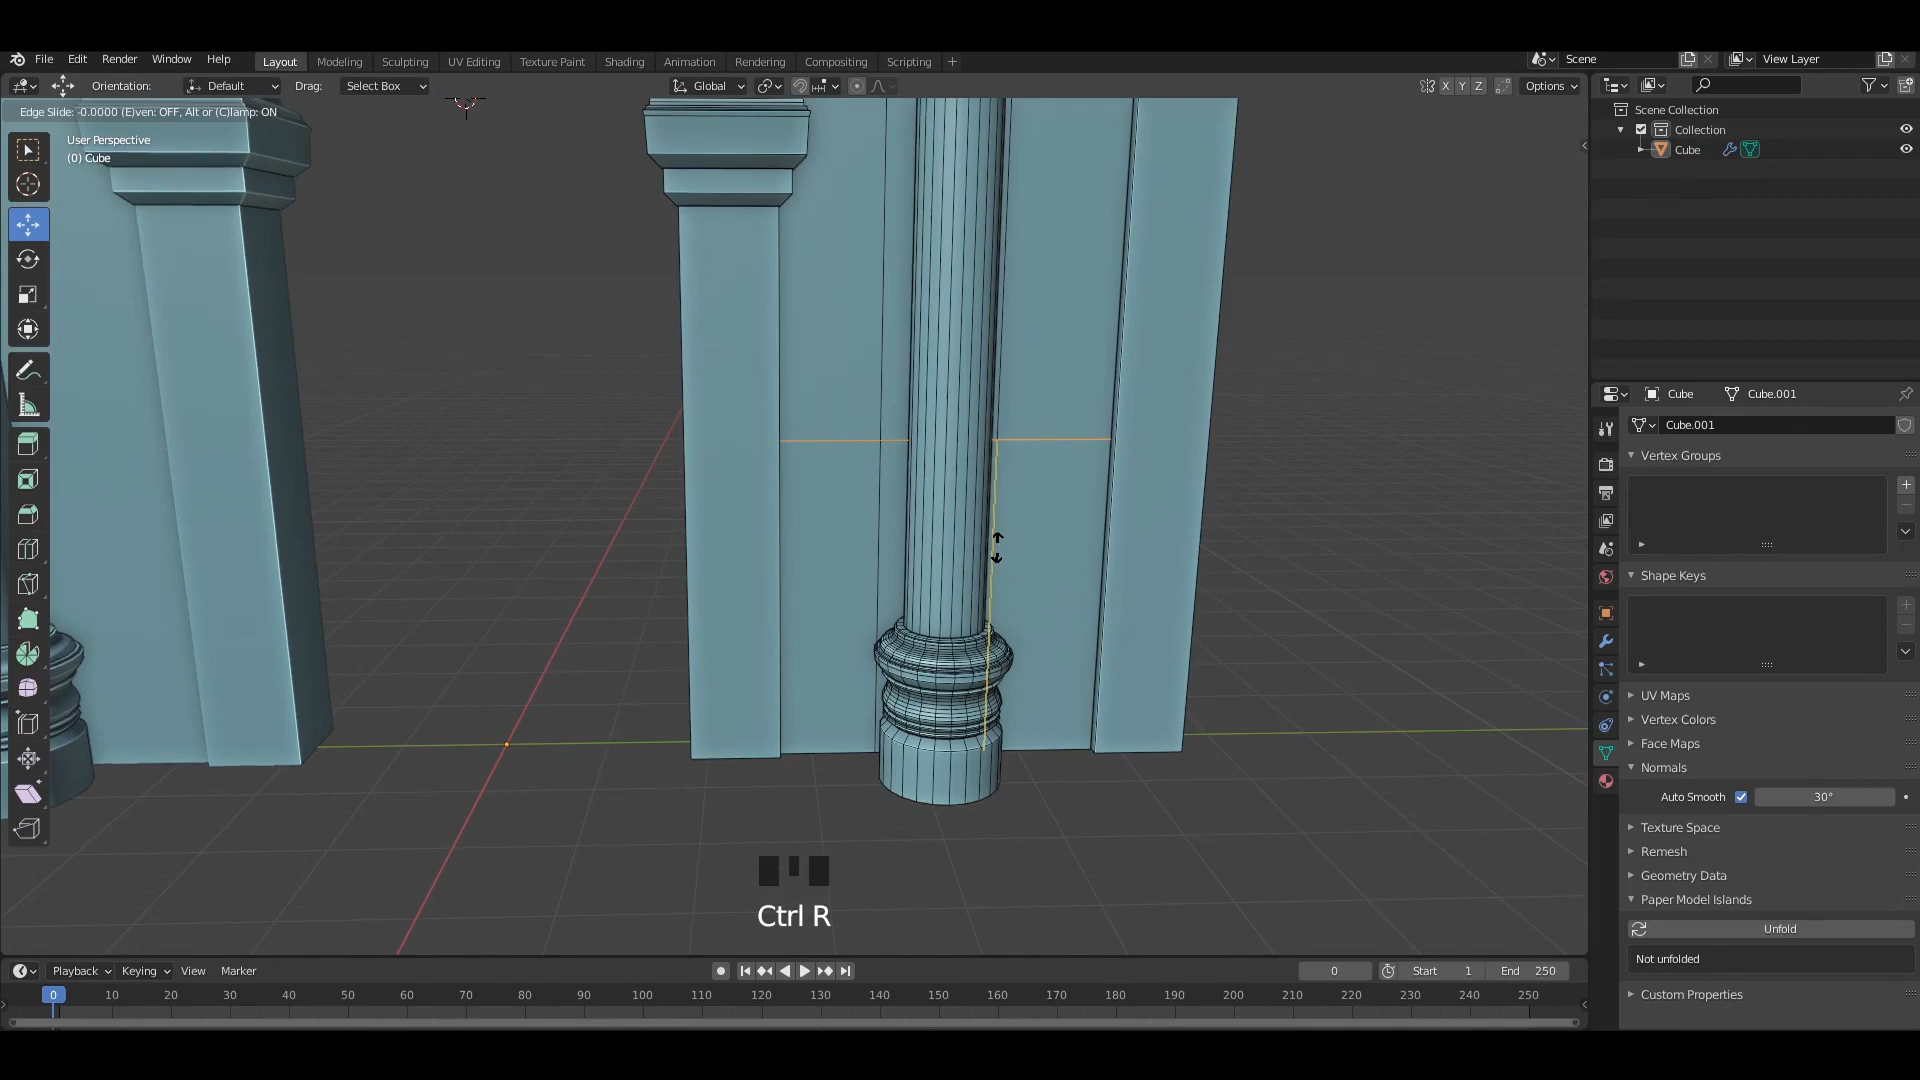 File Edit Render Window Help Layout Modeling Sculpting UV Editing Texture Paint Shading Animation Rendering Compositing Scripting + Scene View Layer
Orientation: Default Drag: Select Box Global X Y Z Options
Edge Slide: -0.0000 (E)ven: OFF, Alt or (C)lamp: ON
User Perspective
(0) Cube
Scene Collection
Collection
Cube
Cube Cube.001
Cube.001
Vertex Groups
Shape Keys
UV Maps
Vertex Colors
Face Maps
Normals
Auto Smooth 30°
Texture Space
Remesh
Geometry Data
Paper Model Islands
Unfold
Not unfolded
Custom Properties
Ctrl R
Playback Keying View Marker 0 Start 1 End 250
0 10 20 30 40 50 60 70 80 90 100 110 120 130 140 150 160 170 180 190 200 210 220 230 240 250